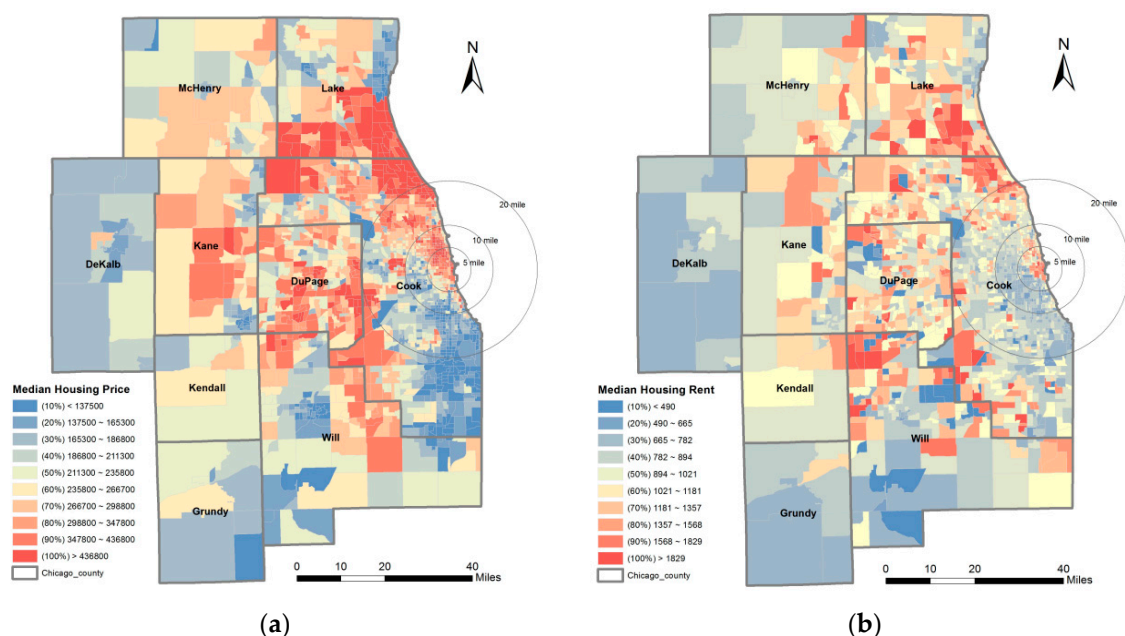 N
McHenry
Lake
20 mile
10 mile
5 mile
Kane
DeKalb
DuPage
Cook
Kendall
Will
Grundy
Median Housing Price
(10%) < 137500
(20%) 137500 ~ 165300
(30%) 165300 ~ 186800
(40%) 186800 ~ 211300
(50%) 211300 ~ 235800
(60%) 235800 ~ 266700
(70%) 266700 ~ 298800
(80%) 298800 ~ 347800
(90%) 347800 ~ 436800
(100%) > 436800
Chicago_county
0 10 20 40
Miles
(a)
N
McHenry
Lake
20 mile
10 mile
5 mile
Kane
DeKalb
DuPage
Cook
Kendall
Will
Grundy
Median Housing Rent
(10%) < 490
(20%) 490 ~ 665
(30%) 665 ~ 782
(40%) 782 ~ 894
(50%) 894 ~ 1021
(60%) 1021 ~ 1181
(70%) 1181 ~ 1357
(80%) 1357 ~ 1568
(90%) 1568 ~ 1829
(100%) > 1829
Chicago_county
0 10 20 40
Miles
(b)